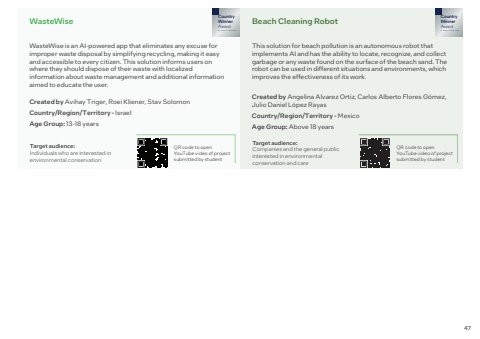 WasteWise
Country
Winner
Award
WasteWise is an AI-powered app that eliminates any excuse for
improper waste disposal by simplifying recycling, making it easy
and accessible to every citizen. This solution informs users on
where they should dispose of their waste with localized
information about waste management and additional information
aimed to educate the user.
Created by Avihay Triger, Roei Kliener, Stav Solomon
Country/Region/Territory - Israel
Age Group: 13-18 years
Target audience:
Individuals who are interested in
environmental conservation
QR code to open
YouTube video of project
submitted by student
Beach Cleaning Robot
Country
Winner
Award
This solution for beach pollution is an autonomous robot that
implements AI and has the ability to locate, recognize, and collect
garbage or any waste found on the surface of the beach sand. The
robot can be used in different situations and environments, which
improves the effectiveness of its work.
Created by Angelina Alvarez Ortiz, Carlos Alberto Flores Gómez,
Julio Daniel López Rayas
Country/Region/Territory - Mexico
Age Group: Above 18 years
Target audience:
Companies and the general public
interested in environmental
conservation and care
QR code to open
YouTube video of project
submitted by student
47